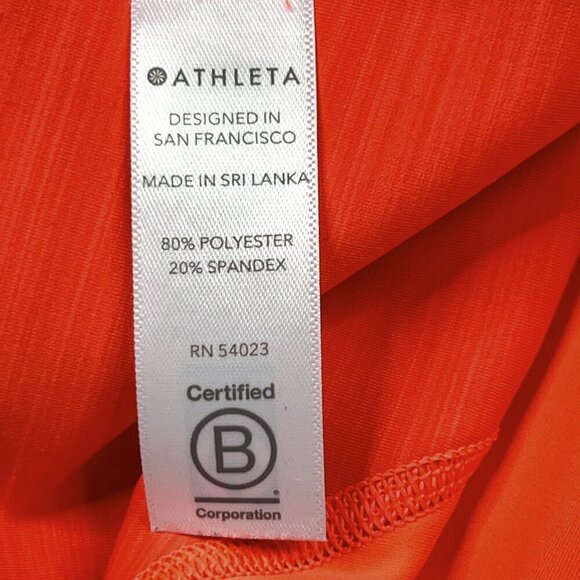 ATHLETA
DESIGNED IN
SAN FRANCISCO
MADE IN SRI LANKA
80% POLYESTER
20% SPANDEX
RN 54023
Certified
B
®
Corporation